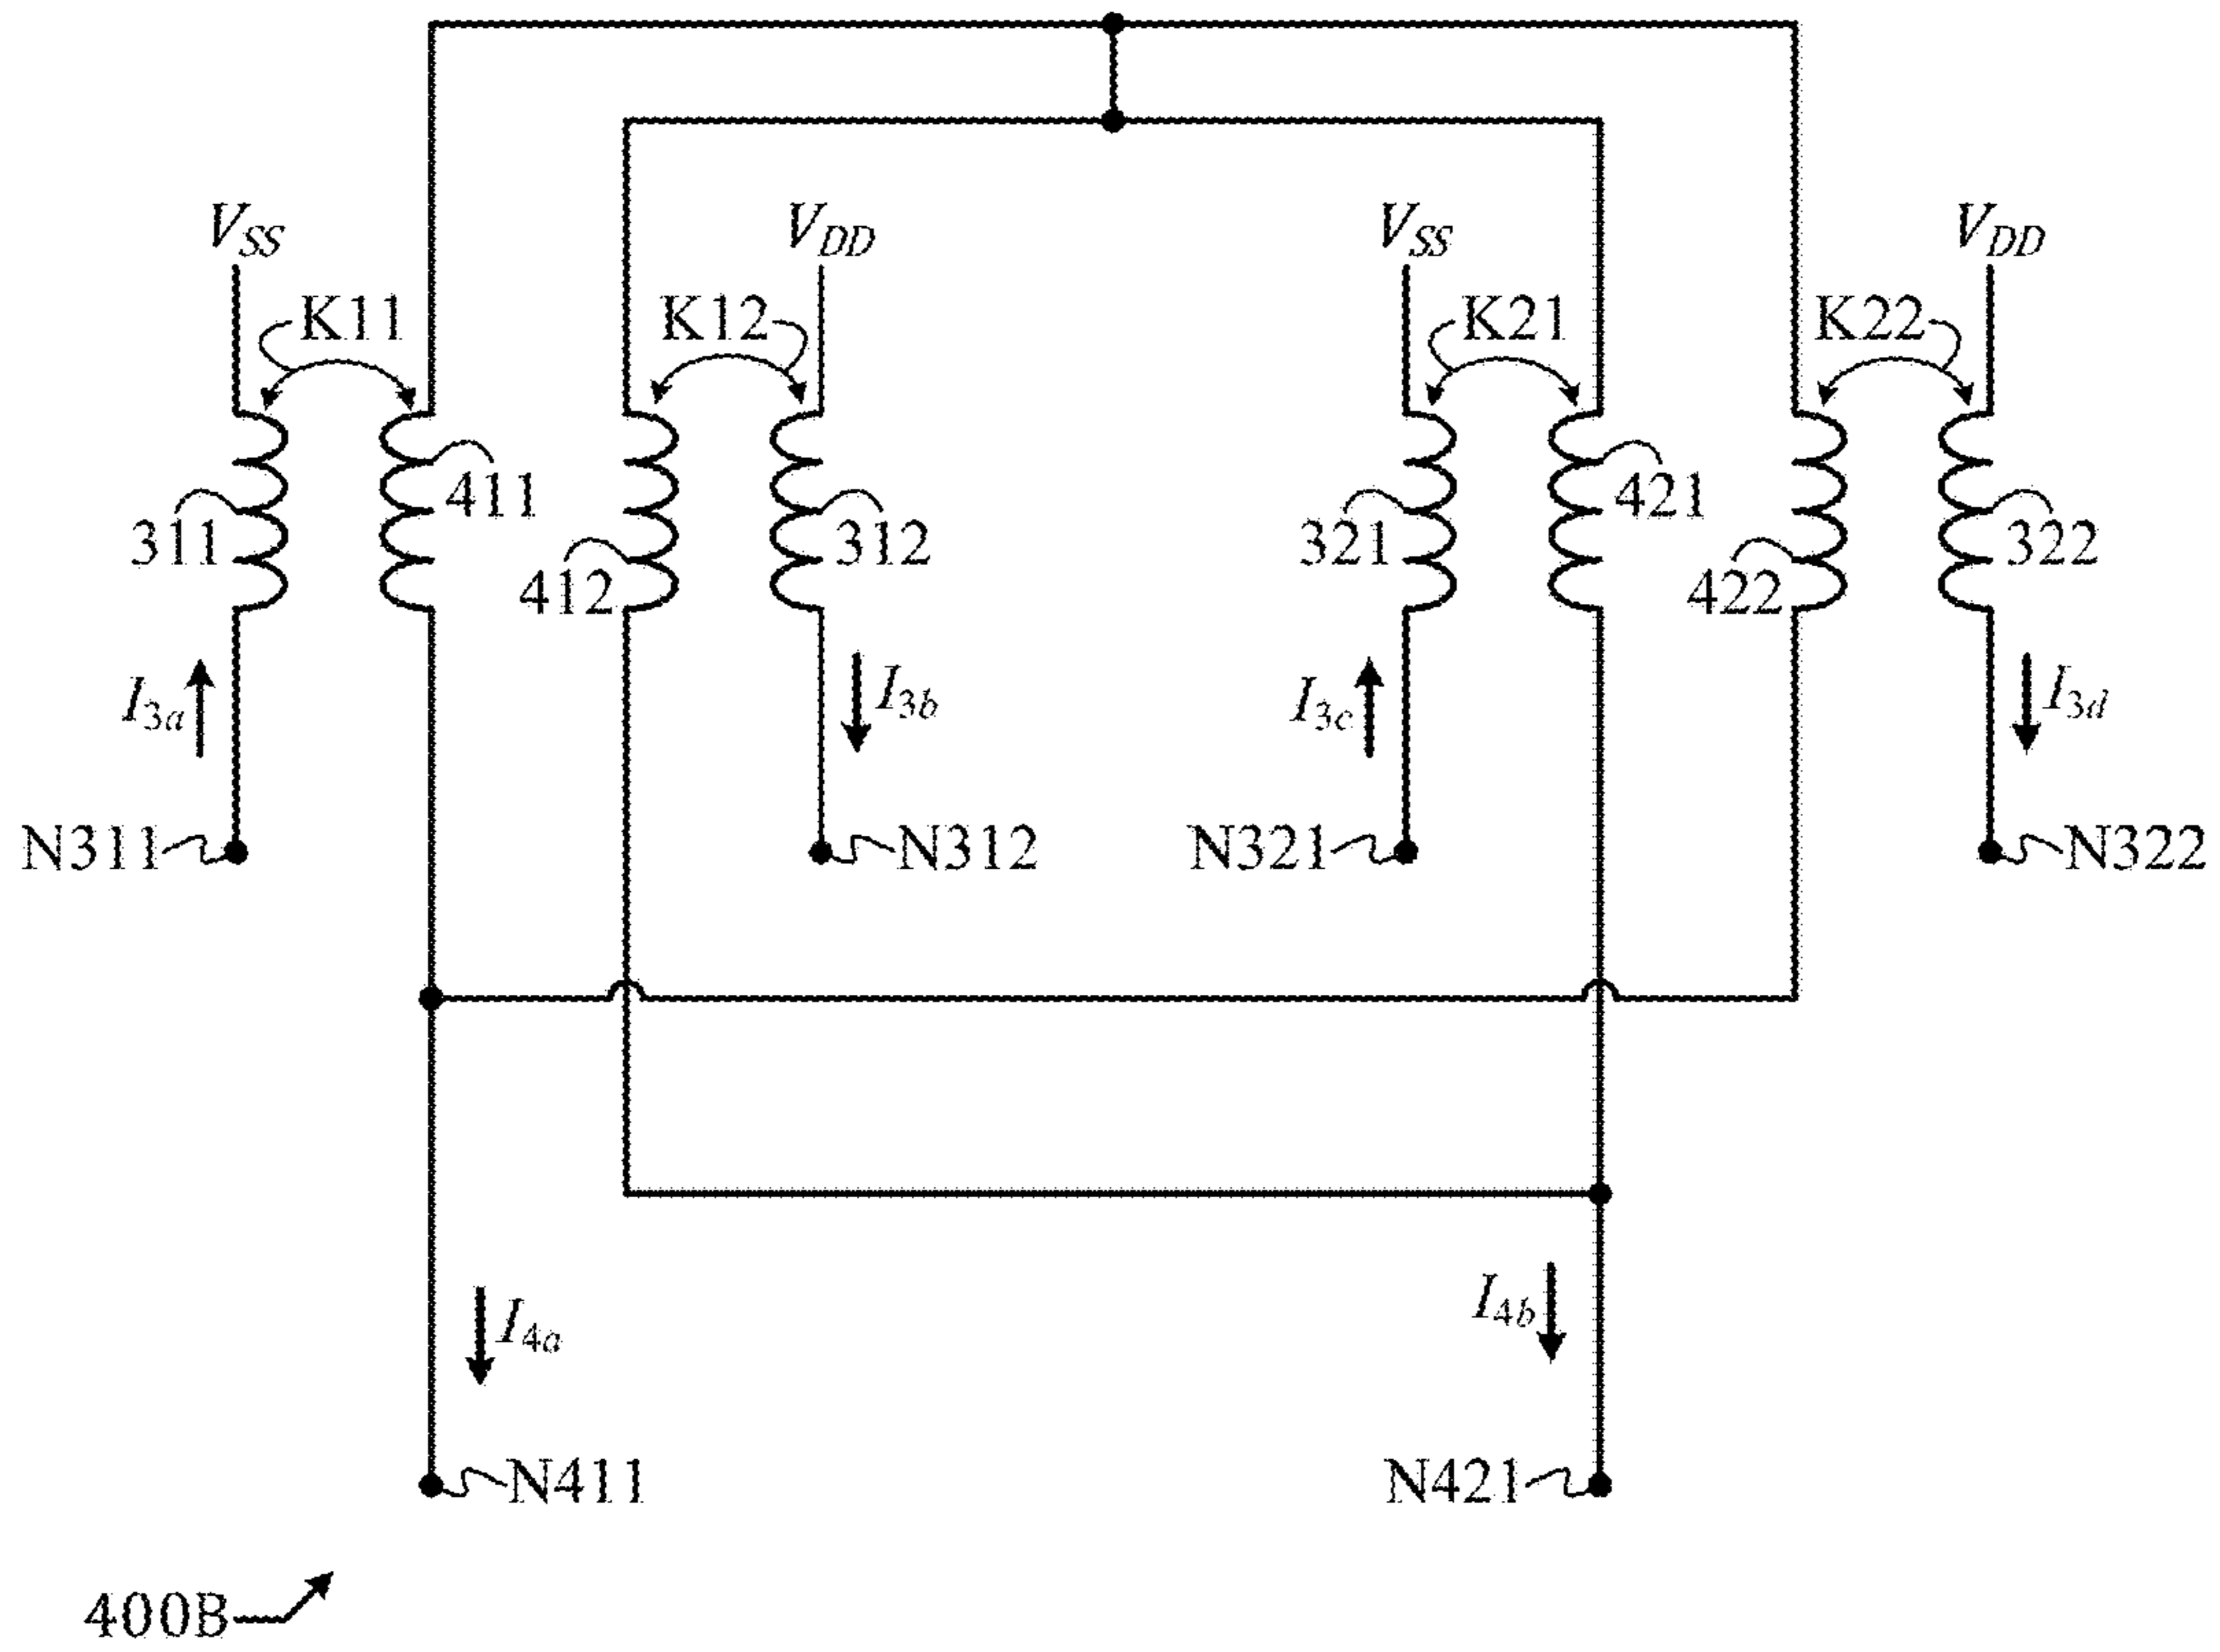 VSS VDD VSS VDD
K11 K12 K21 K22
411 421
311 312 321 322
412 422
I3a I3b I3c I3d
N311 N312 N321 N322
I4a I4b
N411 N421
400B